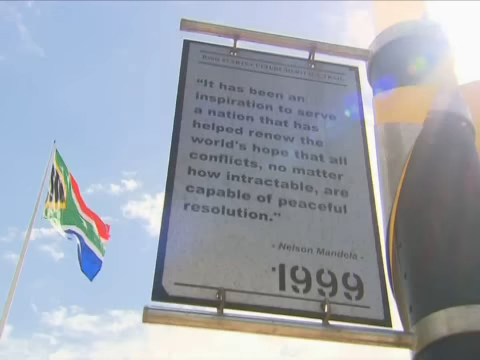 "It has been an
inspiration to serve
a nation that has
helped renew the
world's hope that all
conflicts, no matter
how intractable, are
capable of peaceful
resolution."
- Nelson Mandela -
1999